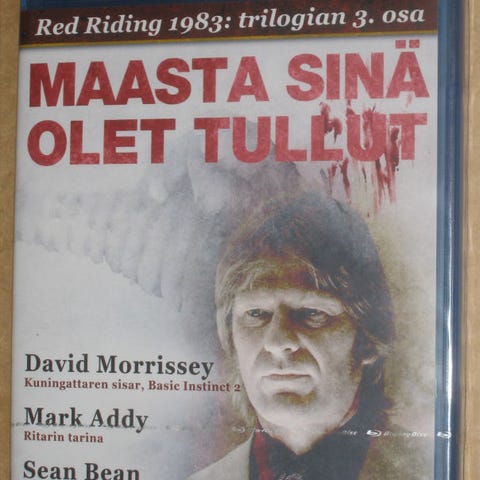 Red Riding 1983: trilogian 3. osa
MAASTA SINÄ
OLET TULLUT
David Morrissey
Kuningattaren sisar, Basic Instinct 2
Mark Addy
Ritarin tarina
Sean Bean